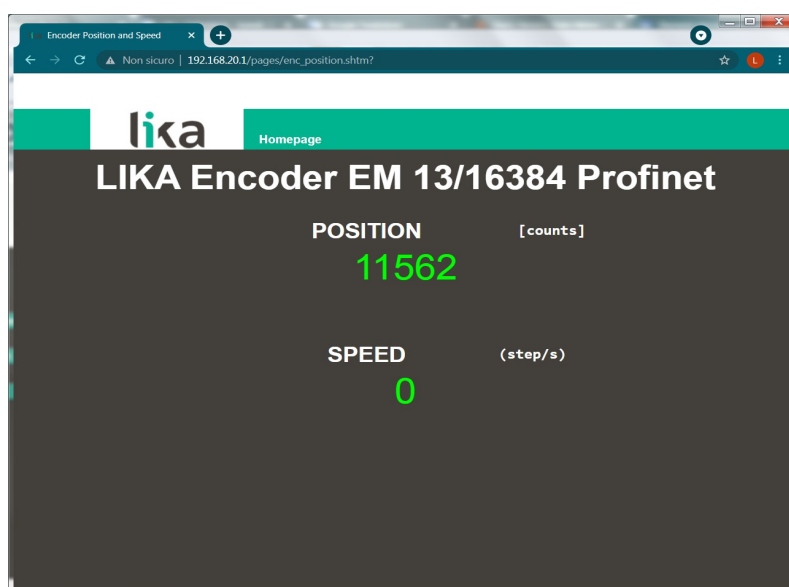 Encoder Position and Speed
Non sicuro | 192.168.20.1/pages/enc_position.shtm?
L
lika
Homepage
LIKA Encoder EM 13/16384 Profinet
POSITION [counts]
11562
SPEED (step/s)
0